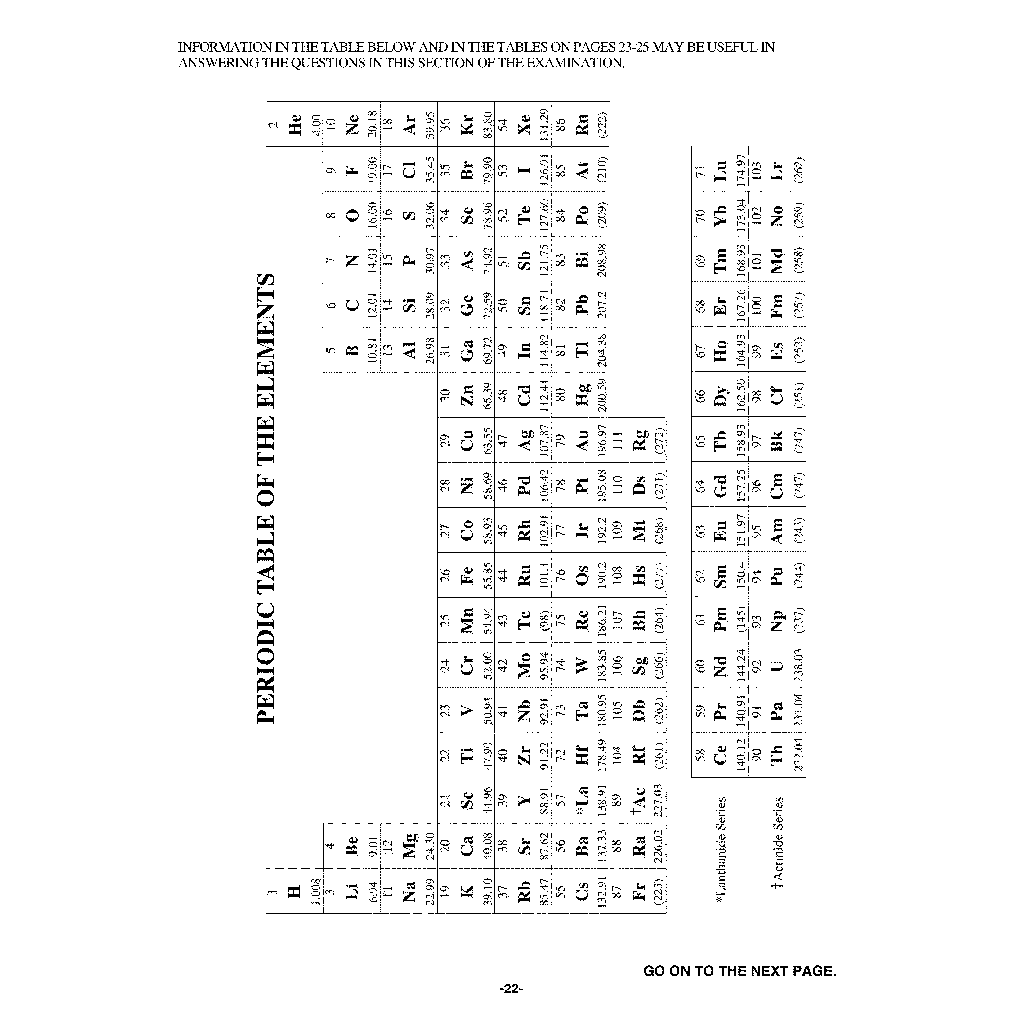 INFORMATION IN THE TABLE BELOW AND IN THE TABLES ON PAGES 23-25 MAY BE USEFUL IN
ANSWERING THE QUESTIONS IN THIS SECTION OF THE EXAMINATION.
PERIODIC TABLE OF THE ELEMENTS
1 2
H He
1.008 4.00
3 4 5 6 7 8 9 10
Li Be B C N O F Ne
6.94 9.01 10.81 12.01 14.01 16.00 19.00 20.18
11 12 13 14 15 16 17 18
Na Mg Al Si P S Cl Ar
22.99 24.30 26.98 28.09 30.97 32.06 35.45 39.95
19 20 21 22 23 24 25 26 27 28 29 30 31 32 33 34 35 36
K Ca Sc Ti V Cr Mn Fe Co Ni Cu Zn Ga Ge As Se Br Kr
39.10 40.08 44.96 47.90 50.94 52.00 54.94 55.85 58.93 58.69 63.55 65.39 69.72 72.59 74.92 78.96 79.90 83.80
37 38 39 40 41 42 43 44 45 46 47 48 49 50 51 52 53 54
Rb Sr Y Zr Nb Mo Tc Ru Rh Pd Ag Cd In Sn Sb Te I Xe
85.47 87.62 88.91 91.22 92.91 95.94 (98) 101.1 102.91 106.42 107.87 112.41 114.82 118.71 121.75 127.60 126.91 131.29
55 56 57 72 73 74 75 76 77 78 79 80 81 82 83 84 85 86
Cs Ba *La Hf Ta W Re Os Ir Pt Au Hg Tl Pb Bi Po At Rn
132.91 137.33 138.91 178.49 180.95 183.85 186.21 190.2 192.2 195.08 196.97 200.59 204.38 207.2 208.98 (209) (210) (222)
87 88 89 104 105 106 107 108 109 110 111
Fr Ra †Ac Rf Db Sg Bh Hs Mt Ds Rg
(223) 226.02 227.03 (261) (262) (266) (264) (277) (268) (271) (272)
58 59 60 61 62 63 64 65 66 67 68 69 70 71
*Lanthanide Series Ce Pr Nd Pm Sm Eu Gd Tb Dy Ho Er Tm Yb Lu
140.12 140.91 144.24 (145) 150.4 151.97 157.25 158.93 162.50 164.93 167.26 168.93 173.04 174.97
90 91 92 93 94 95 96 97 98 99 100 101 102 103
†Actinide Series Th Pa U Np Pu Am Cm Bk Cf Es Fm Md No Lr
232.04 231.04 238.03 (237) (244) (243) (247) (247) (251) (252) (257) (258) (259) (262)
GO ON TO THE NEXT PAGE.
-22-